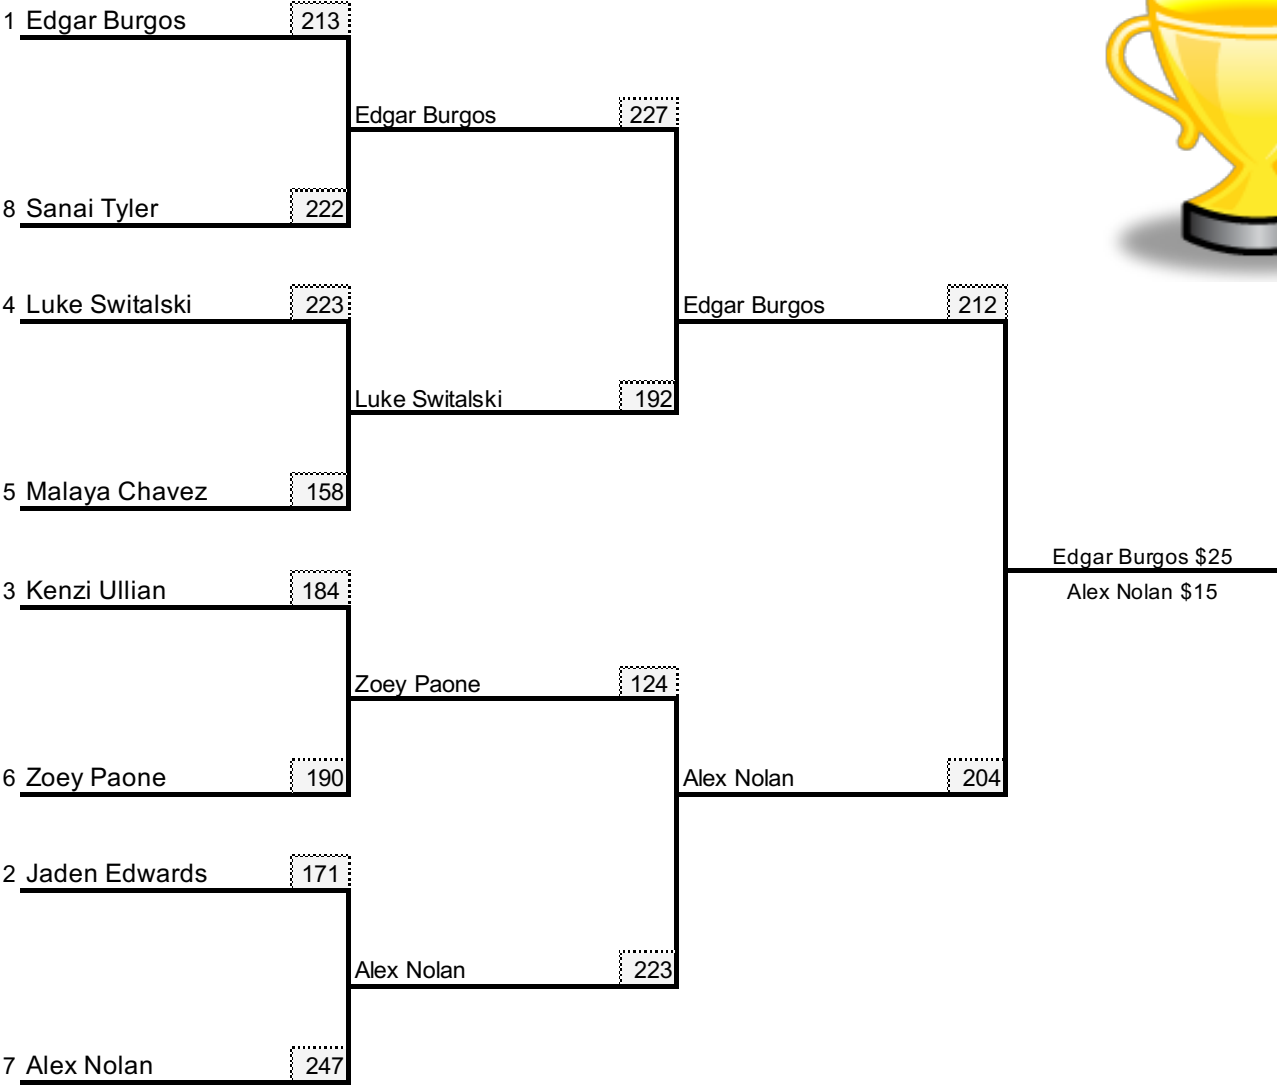 1 Edgar Burgos 213
Edgar Burgos 227
8 Sanai Tyler 222
4 Luke Switalski 223
Edgar Burgos 212
Luke Switalski 192
5 Malaya Chavez 158
Edgar Burgos $25
3 Kenzi Ullian 184
Alex Nolan $15
Zoey Paone 124
6 Zoey Paone 190
Alex Nolan 204
2 Jaden Edwards 171
Alex Nolan 223
7 Alex Nolan 247